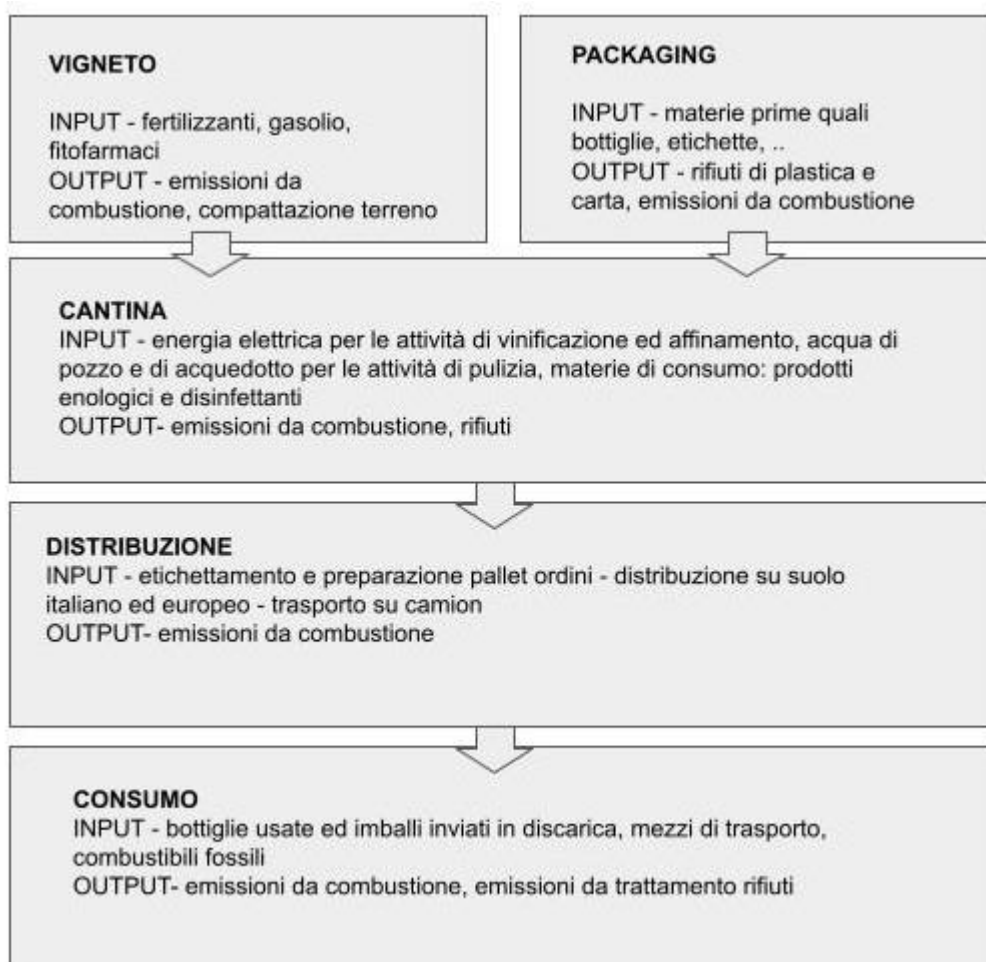 VIGNETO
INPUT - fertilizzanti, gasolio,
fitofarmaci
OUTPUT - emissioni da
combustione, compattazione terreno
PACKAGING
INPUT - materie prime quali
bottiglie, etichette, ..
OUTPUT - rifiuti di plastica e
carta, emissioni da combustione
CANTINA
INPUT - energia elettrica per le attività di vinificazione ed affinamento, acqua di
pozzo e di acquedotto per le attività di pulizia, materie di consumo: prodotti
enologici e disinfettanti
OUTPUT- emissioni da combustione, rifiuti
DISTRIBUZIONE
INPUT - etichettamento e preparazione pallet ordini - distribuzione su suolo
italiano ed europeo - trasporto su camion
OUTPUT- emissioni da combustione
CONSUMO
INPUT - bottiglie usate ed imballi inviati in discarica, mezzi di trasporto,
combustibili fossili
OUTPUT- emissioni da combustione, emissioni da trattamento rifiuti